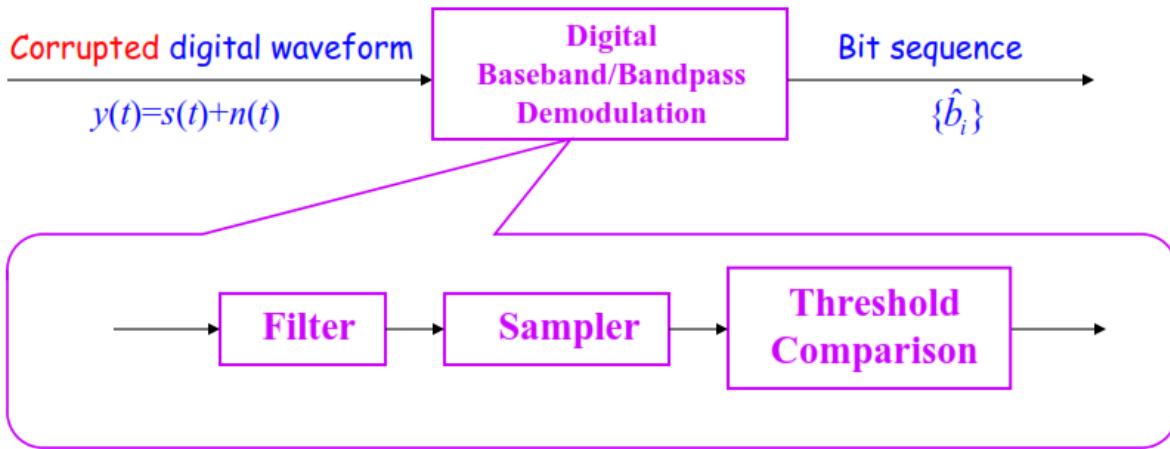 Corrupted digital waveform
y(t)=s(t)+n(t)
Digital
Baseband/Bandpass
Demodulation
Bit sequence
{b̂ᵢ}
Filter
Sampler
Threshold
Comparison